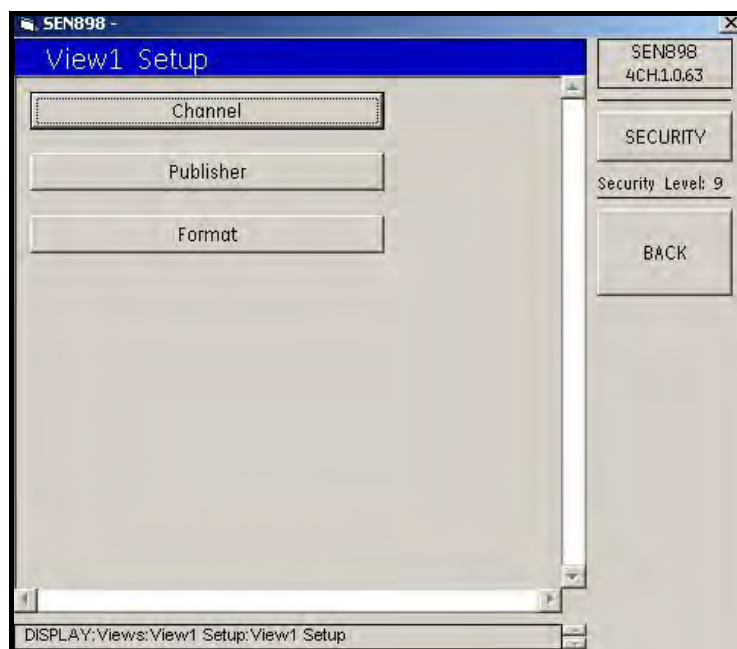 SEN898 -
View1 Setup
Channel
Publisher
Format
SEN898
4CH.1.0.63
SECURITY
Security Level: 9
BACK
DISPLAY:Views:View1 Setup:View1 Setup